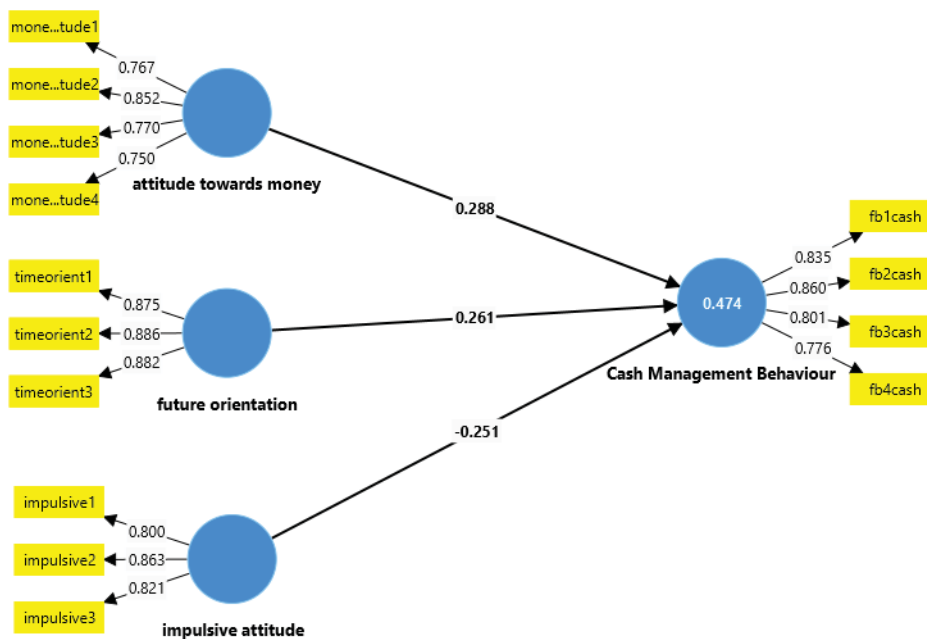 mone...tude1
0.767
mone...tude2
0.852
mone...tude3
0.770
0.750
mone...tude4
attitude towards money
0.288
timeorient1
0.875
timeorient2
0.886
timeorient3
0.882
future orientation
0.261
impulsive1
0.800
impulsive2
0.863
impulsive3
0.821
impulsive attitude
-0.251
0.474
Cash Management Behaviour
fb1cash
0.835
fb2cash
0.860
fb3cash
0.801
0.776
fb4cash